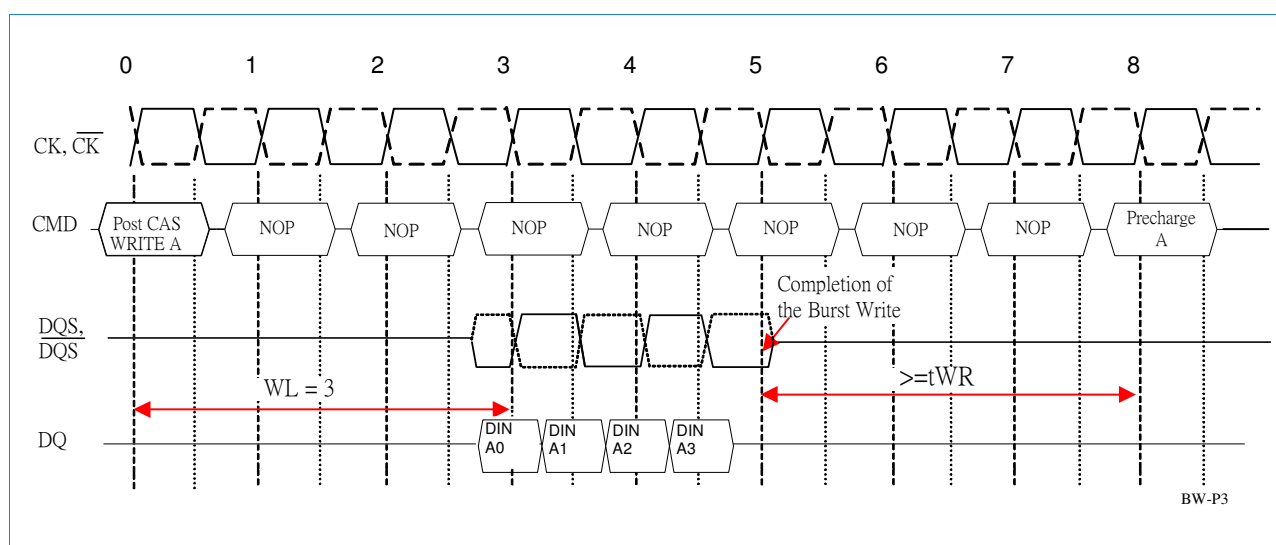 0 1 2 3 4 5 6 7 8
CK, CK
CMD
Post CAS
WRITE A
NOP
NOP
NOP
NOP
NOP
NOP
NOP
Precharge
A
Completion of
the Burst Write
DQS,
DQS
WL = 3
>=tWR
DQ
DIN
A0
DIN
A1
DIN
A2
DIN
A3
BW-P3